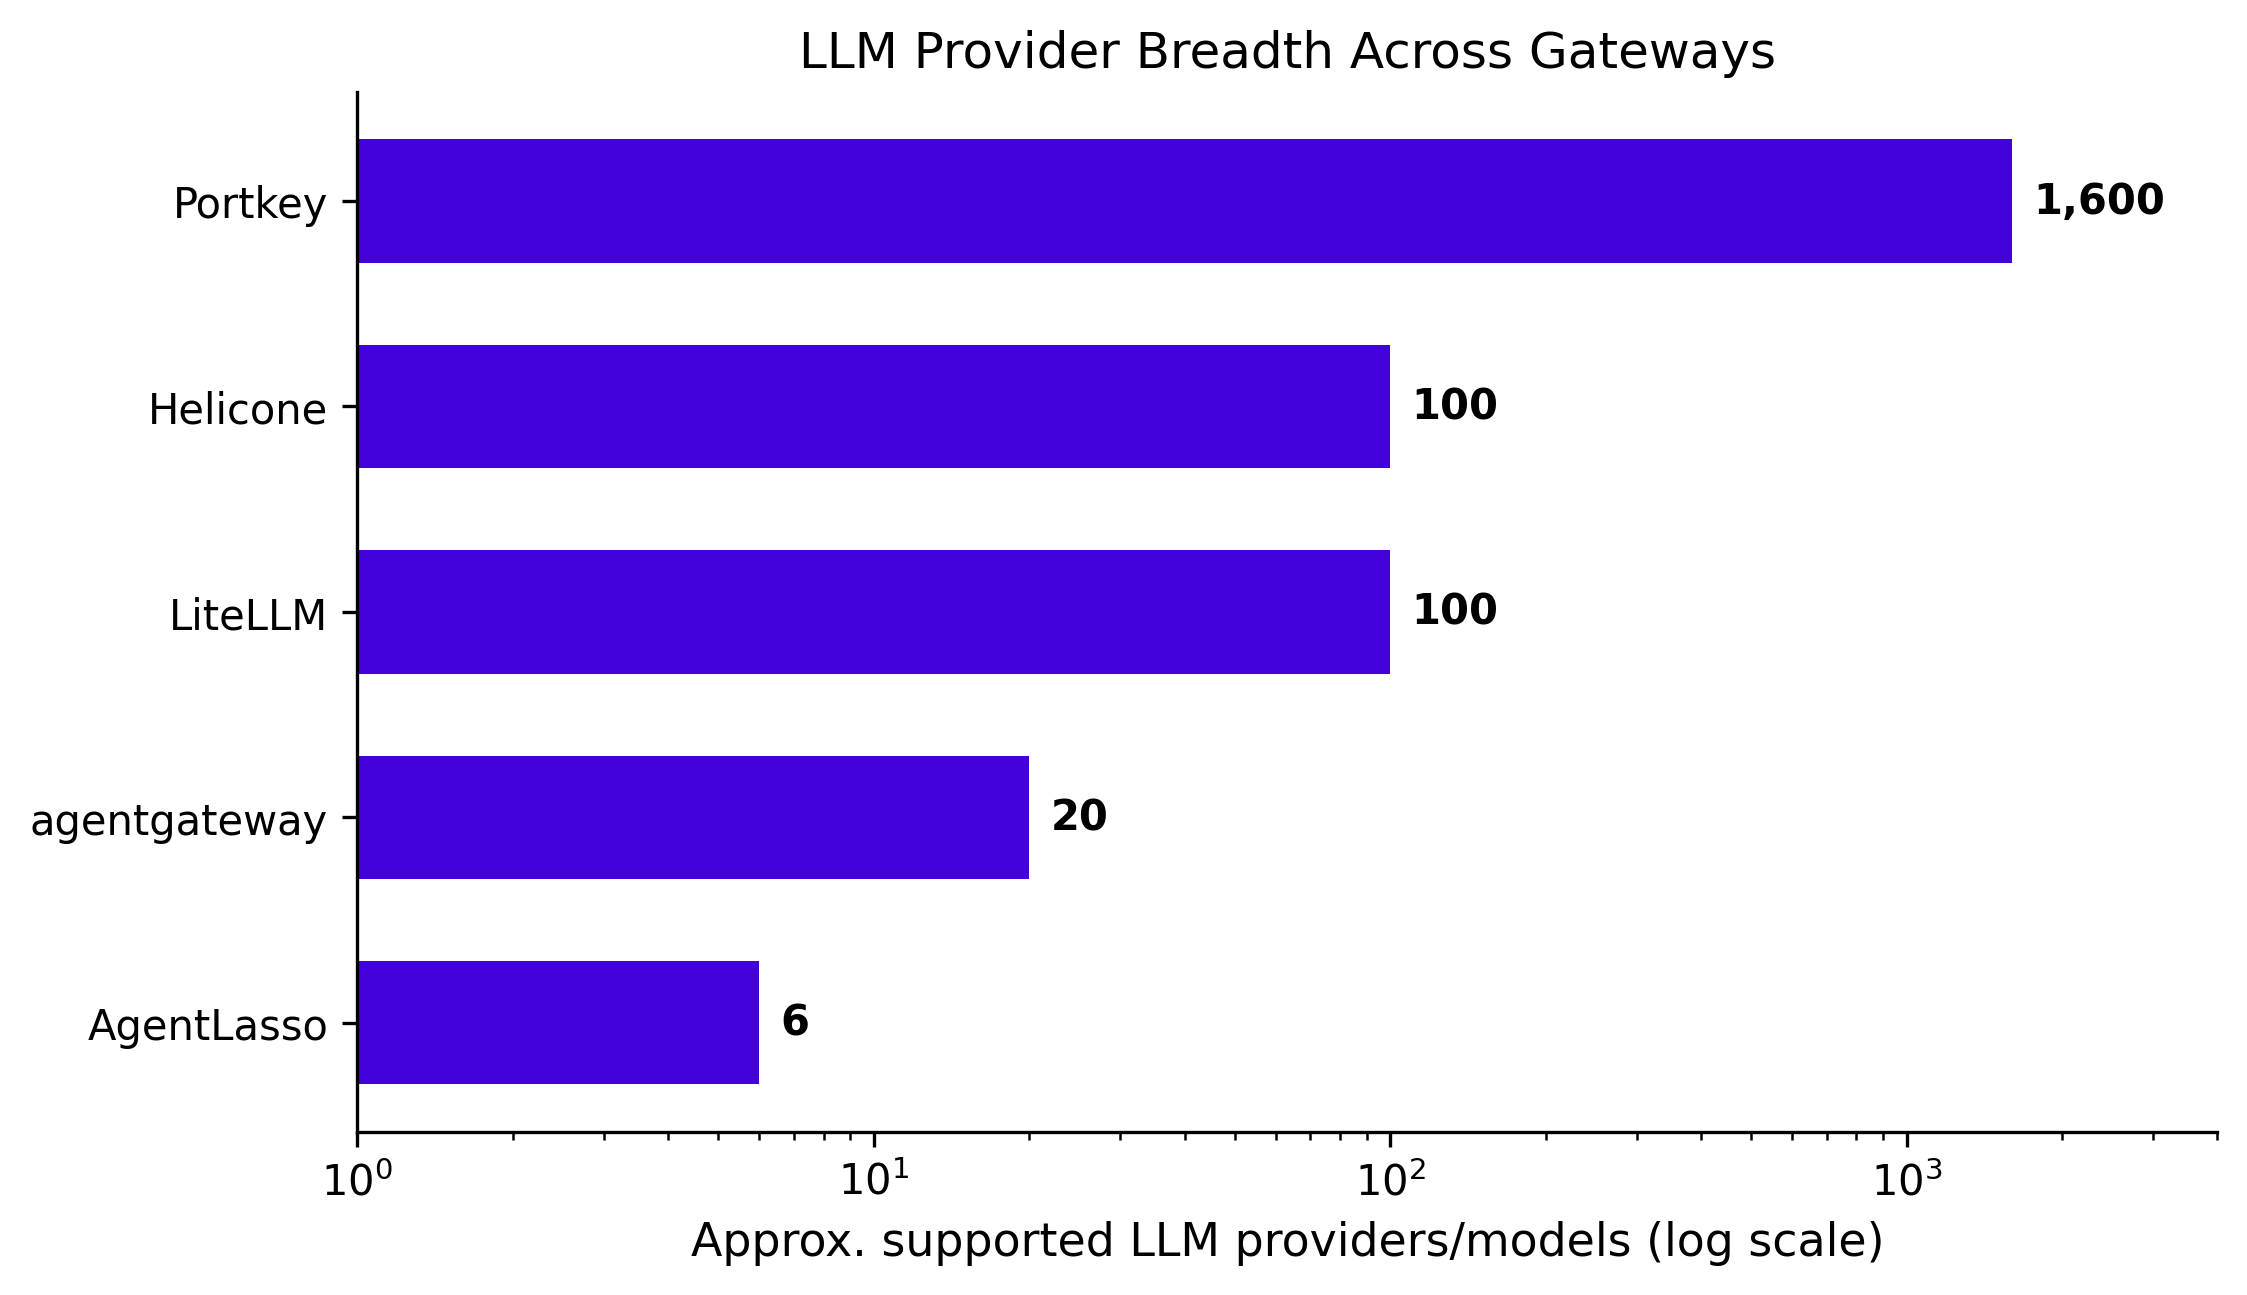 LLM Provider Breadth Across Gateways
Portkey
1,600
Helicone
100
LiteLLM
100
agentgateway
20
AgentLasso
6
10⁰ 10¹ 10² 10³
Approx. supported LLM providers/models (log scale)